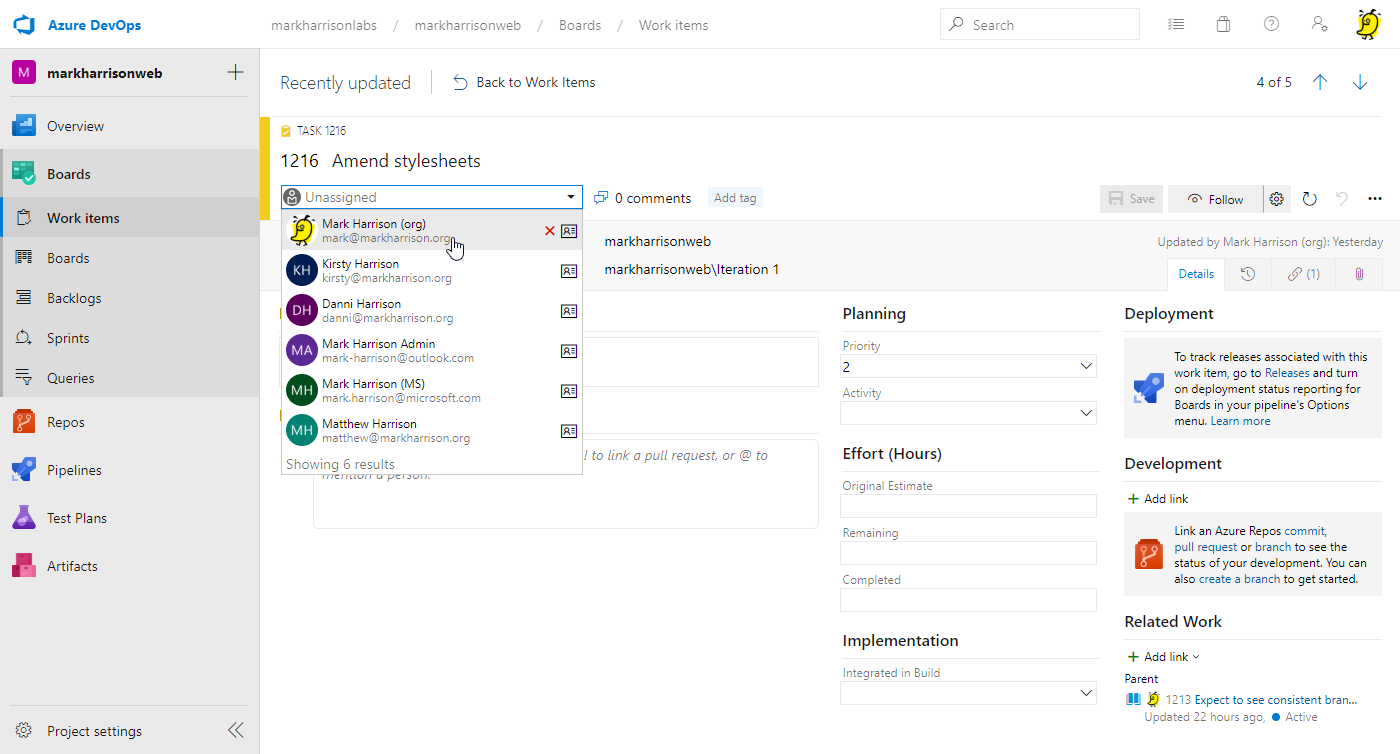 Azure DevOps
markharrisonlabs / markharrisonweb / Boards / Work items
Search
M markharrisonweb
Overview
Boards
Work items
Boards
Backlogs
Sprints
Queries
Repos
Pipelines
Test Plans
Artifacts
Project settings
Recently updated
Back to Work Items
4 of 5
TASK 1216
1216 Amend stylesheets
Unassigned
0 comments
Add tag
Save
Follow
Mark Harrison (org)
mark@markharrison.org
KH Kirsty Harrison
kirsty@markharrison.org
DH Danni Harrison
danni@markharrison.org
MA Mark Harrison Admin
mark-harrison@outlook.com
MH Mark Harrison (MS)
mark.harrison@microsoft.com
MH Matthew Harrison
matthew@markharrison.org
Showing 6 results
markharrisonweb
markharrisonweb\Iteration 1
Updated by Mark Harrison (org): Yesterday
Details
(1)
! to link a pull request, or @ to
mention a person.
Planning
Priority
2
Activity
Effort (Hours)
Original Estimate
Remaining
Completed
Implementation
Integrated in Build
Deployment
To track releases associated with this
work item, go to Releases and turn
on deployment status reporting for
Boards in your pipeline's Options
menu. Learn more
Development
+ Add link
Link an Azure Repos commit,
pull request or branch to see the
status of your development. You can
also create a branch to get started.
Related Work
+ Add link
Parent
1213 Expect to see consistent bran...
Updated 22 hours ago, Active